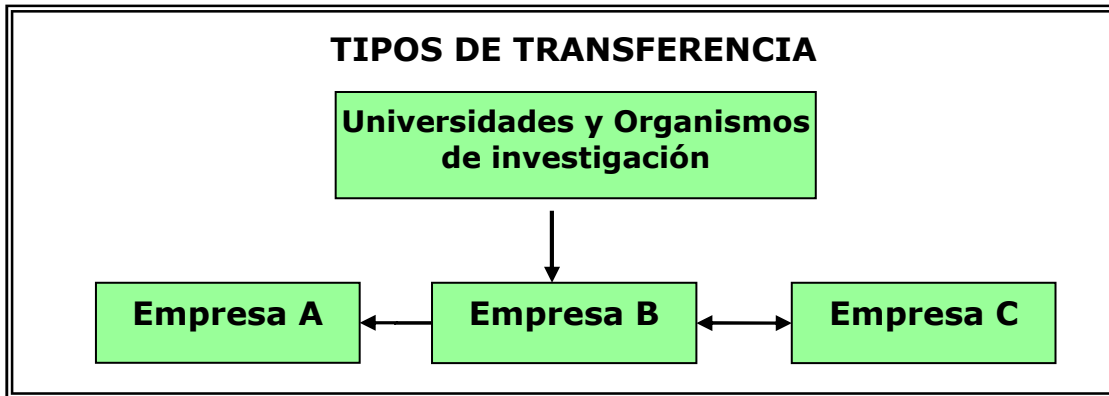 TIPOS DE TRANSFERENCIA
Universidades y Organismos
de investigación
Empresa A
Empresa B
Empresa C